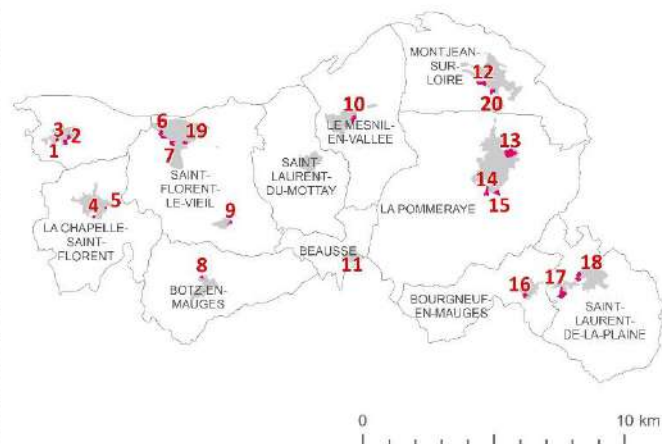 MONTJEAN-
SUR-
LOIRE
12
20
10
LE MESNIL-
EN-VALLEE
6
19
3
2
1
7
13
SAINT-
FLORENT-
LE-VIEIL
SAINT-
LAURENT-
DU-MOTTAY
14
15
LA POMMERAYE
4
5
9
LA CHAPELLE-
SAINT-
FLORENT
8
BOTZ-EN-
MAUGES
BEAUSSE
11
18
17
16
BOURGNEUF-
EN-MAUGES
SAINT-
LAURENT-
DE-LA-PLAINE
0
10 km